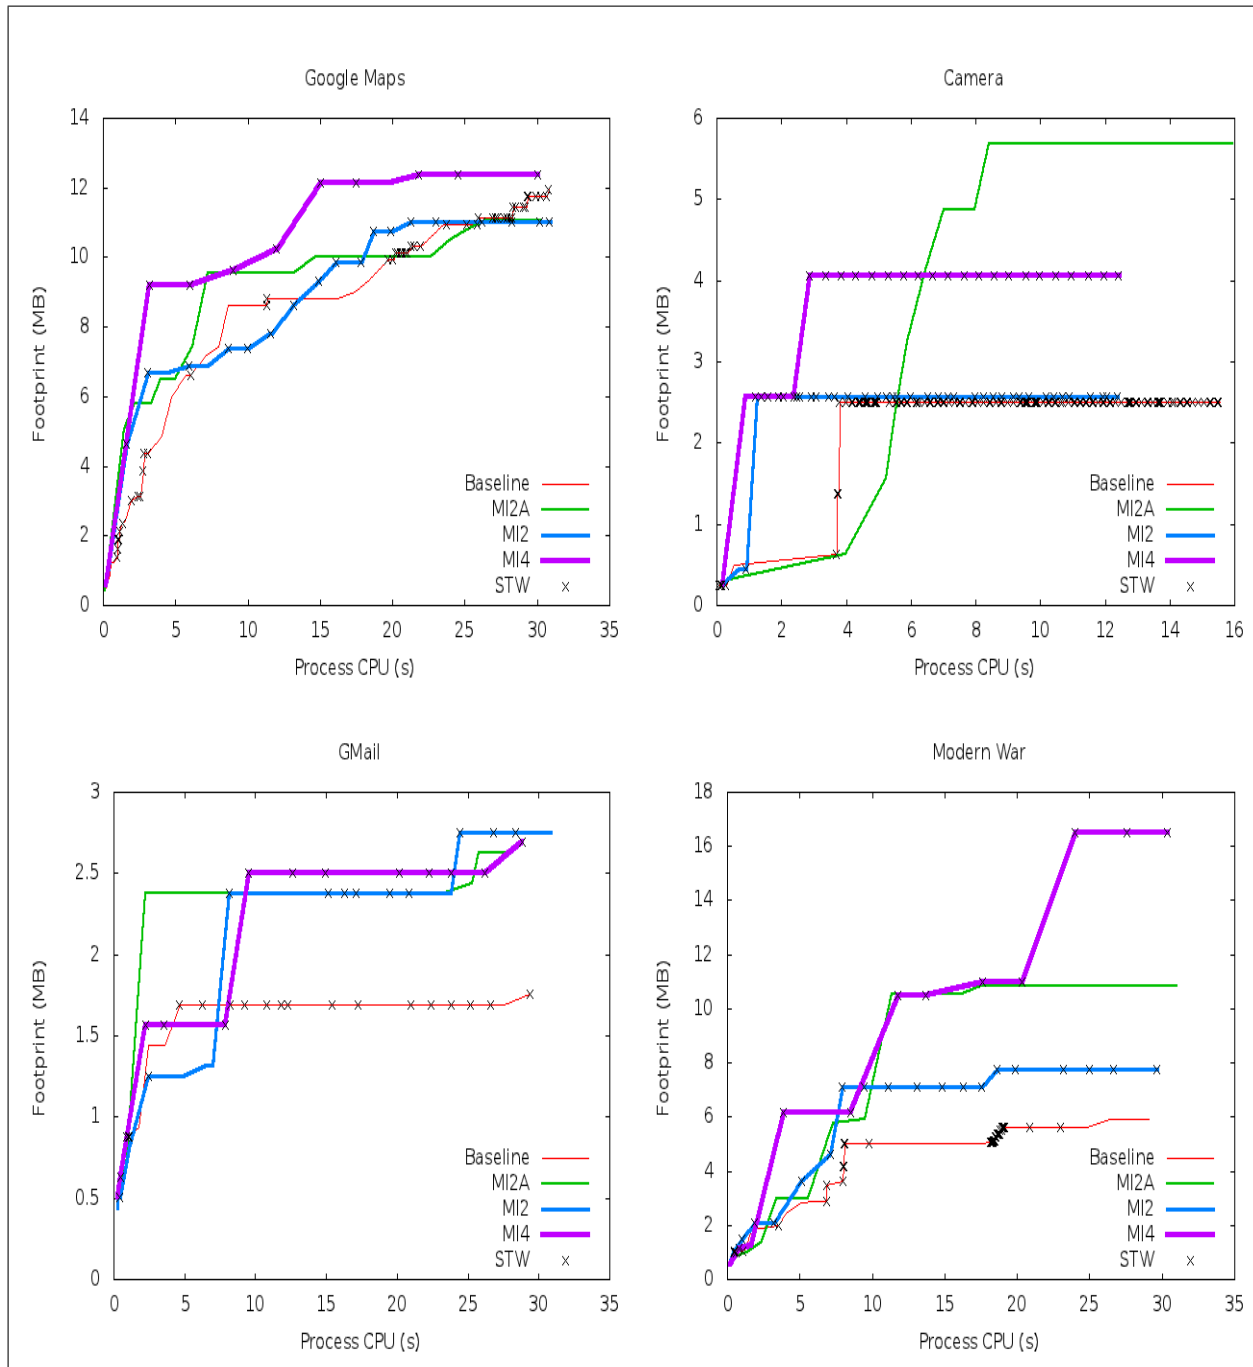 Google Maps
14
12
10
8
6
4
2
0
0 5 10 15 20 25 30 35
Footprint (MB)
Process CPU (s)
Baseline
MI2A
MI2
MI4
STW
Camera
6
5
4
3
2
1
0
0 2 4 6 8 10 12 14 16
Footprint (MB)
Process CPU (s)
Baseline
MI2A
MI2
MI4
STW
GMail
3
2.5
2
1.5
1
0.5
0
0 5 10 15 20 25 30 35
Footprint (MB)
Process CPU (s)
Baseline
MI2A
MI2
MI4
STW
Modern War
18
16
14
12
10
8
6
4
2
0
0 5 10 15 20 25 30 35
Footprint (MB)
Process CPU (s)
Baseline
MI2A
MI2
MI4
STW